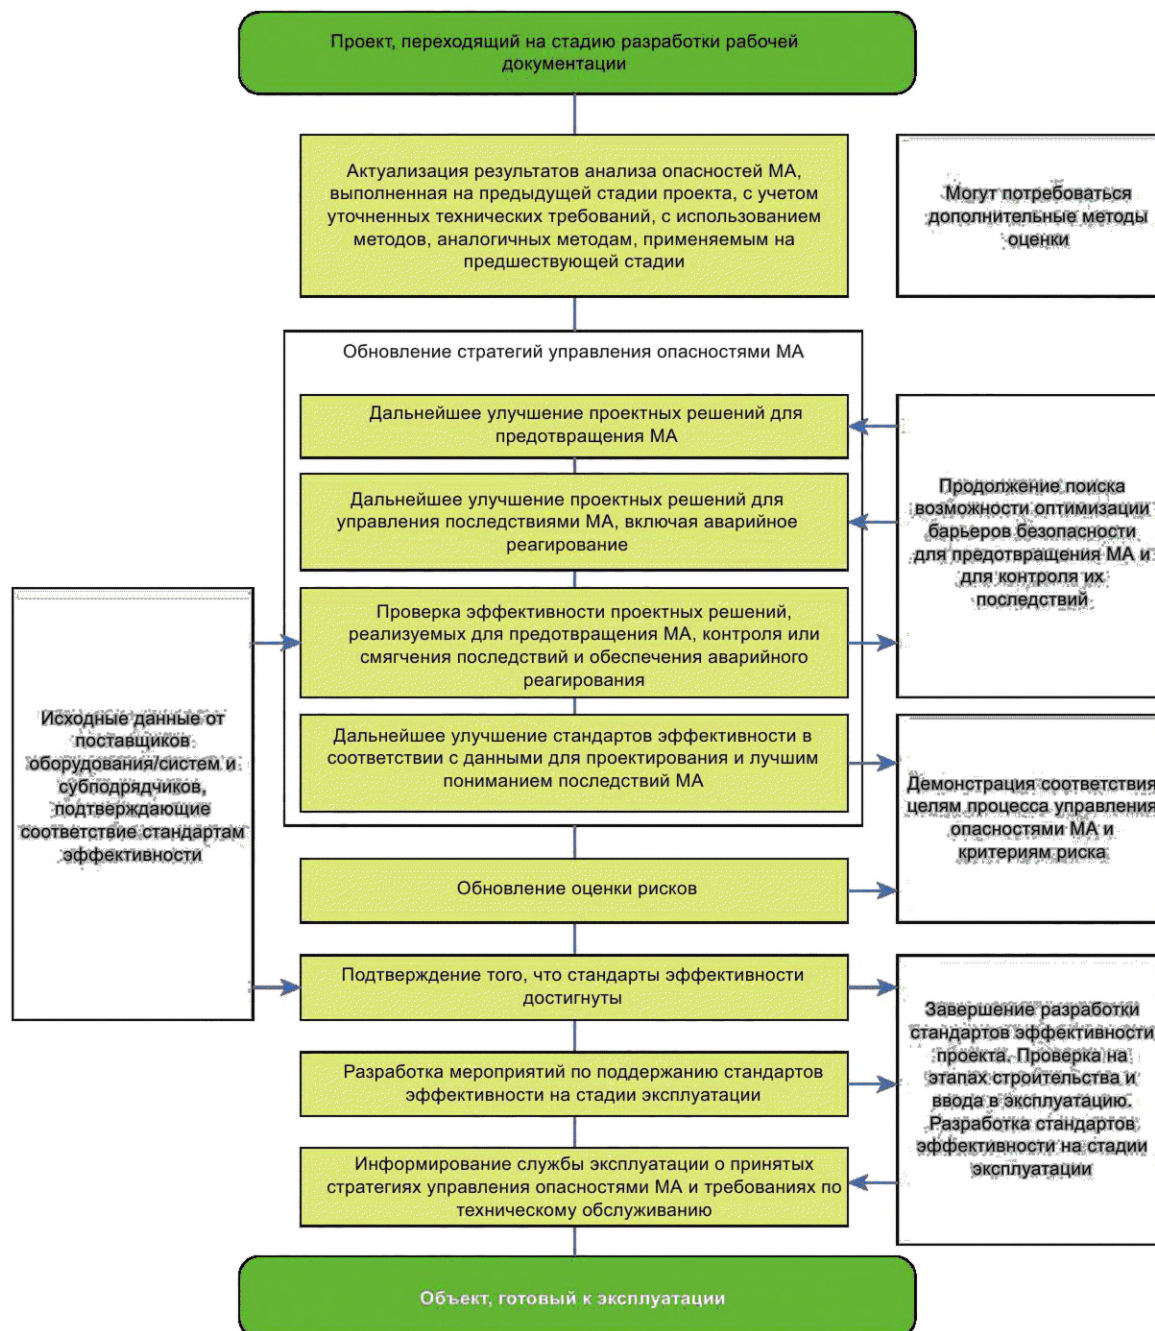 Проект, переходящий на стадию разработки рабочей
документации
Актуализация результатов анализа опасностей МА,
выполненная на предыдущей стадии проекта, с учетом
уточненных технических требований, с использованием
методов, аналогичных методам, применяемым на
предшествующей стадии
Могут потребоваться
дополнительные методы
оценки
Обновление стратегий управления опасностями МА
Дальнейшее улучшение проектных решений для
предотвращения МА
Дальнейшее улучшение проектных решений для
управления последствиями МА, включая аварийное
реагирование
Продолжение поиска
возможности оптимизации
барьеров безопасности
для предотвращения МА и
для контроля их
последствий
Проверка эффективности проектных решений,
реализуемых для предотвращения МА, контроля или
смягчения последствий и обеспечения аварийного
реагирования
Исходные данные от
поставщиков
оборудования/систем и
субподрядчиков,
подтверждающие
соответствие стандартам
эффективности
Дальнейшее улучшение стандартов эффективности в
соответствии с данными для проектирования и лучшим
пониманием последствий МА
Демонстрация соответствия
целям процесса управления
опасностями МА и
критериям риска
Обновление оценки рисков
Подтверждение того, что стандарты эффективности
достигнуты
Завершение разработки
стандартов эффективности
проекта. Проверка на
этапах строительства и
ввода в эксплуатацию.
Разработка стандартов
эффективности на стадии
эксплуатации
Разработка мероприятий по поддержанию стандартов
эффективности на стадии эксплуатации
Информирование службы эксплуатации о принятых
стратегиях управления опасностями МА и требованиях по
техническому обслуживанию
Объект, готовый к эксплуатации